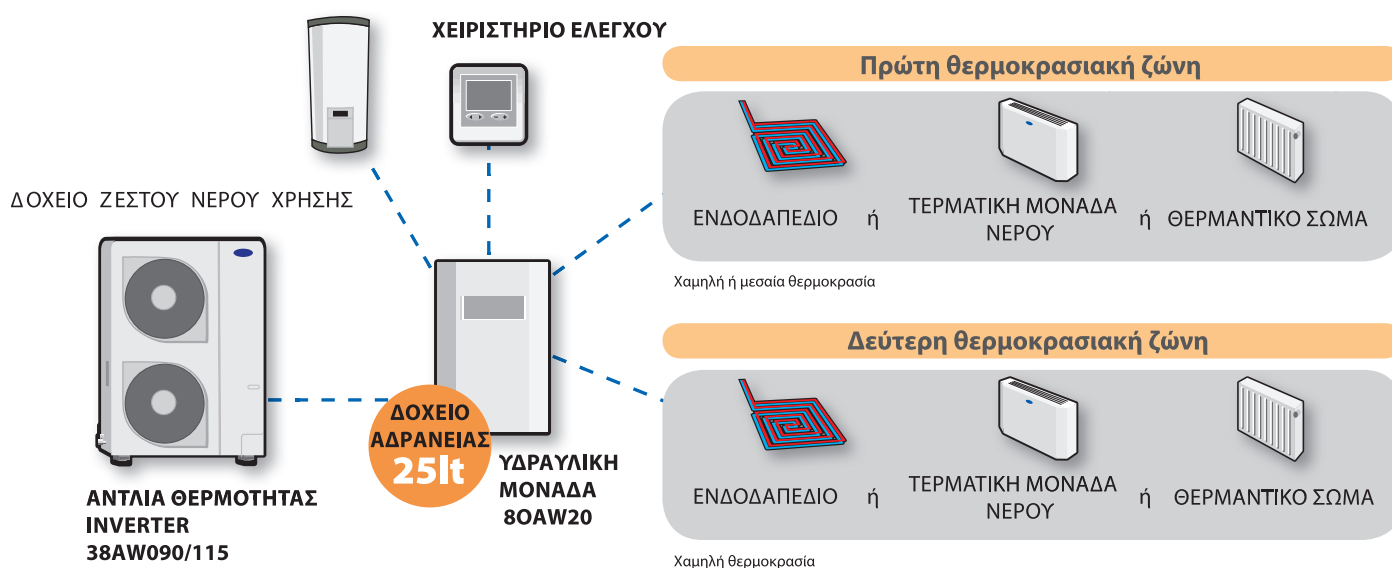 ΧΕΙΡΙΣΤΗΡΙΟ ΕΛΕΓΧΟΥ
ΔΟΧΕΙΟ ΖΕΣΤΟΥ ΝΕΡΟΥ ΧΡΗΣΗΣ
ΔΟΧΕΙΟ
ΑΔΡΑΝΕΙΑΣ
25lt
ΑΝΤΛΙΑ ΘΕΡΜΟΤΗΤΑΣ
INVERTER
38AW090/115
ΥΔΡΑΥΛΙΚΗ
ΜΟΝΑΔΑ
8OAW20
Πρώτη θερμοκρασιακή ζώνη
ΕΝΔΟΔΑΠΕΔΙΟ ή ΤΕΡΜΑΤΙΚΗ ΜΟΝΑΔΑ
ΝΕΡΟΥ ή ΘΕΡΜΑΝΤΙΚΟ ΣΩΜΑ
Χαμηλή ή μεσαία θερμοκρασία
Δεύτερη θερμοκρασιακή ζώνη
ΕΝΔΟΔΑΠΕΔΙΟ ή ΤΕΡΜΑΤΙΚΗ ΜΟΝΑΔΑ
ΝΕΡΟΥ ή ΘΕΡΜΑΝΤΙΚΟ ΣΩΜΑ
Χαμηλή θερμοκρασία